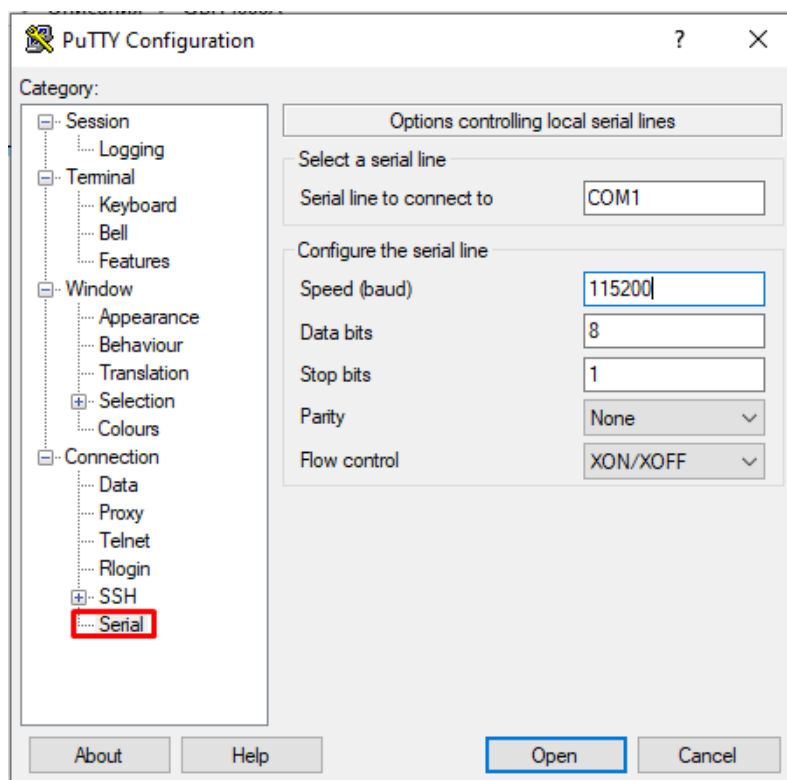 PuTTY Configuration
?
Category:
Session
Logging
Terminal
Keyboard
Bell
Features
Window
Appearance
Behaviour
Translation
Selection
Colours
Connection
Data
Proxy
Telnet
Rlogin
SSH
Serial
Options controlling local serial lines
Select a serial line
Serial line to connect to COM1
Configure the serial line
Speed (baud) 115200
Data bits 8
Stop bits 1
Parity None
Flow control XON/XOFF
About Help Open Cancel